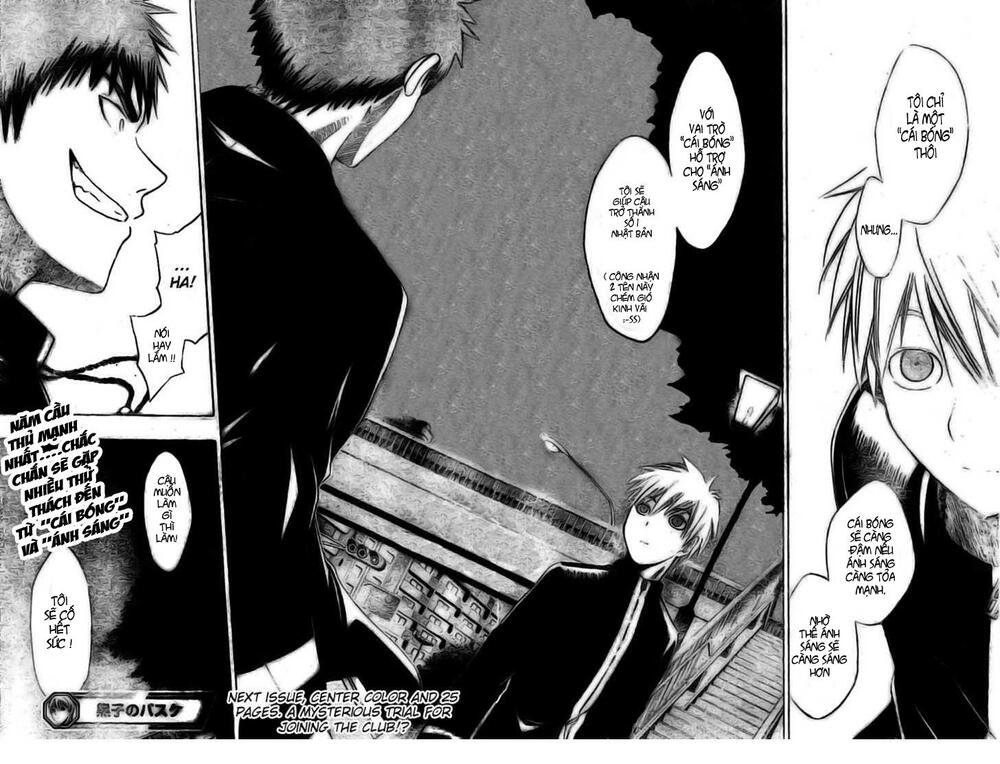 TÔI CHỈ
LÀ MỘT
"CÁI BÓNG"
THÔI
NHƯNG...
CÁI BÓNG
SẼ CÀNG
ĐẬM NẾU
ÁNH SÁNG
CÀNG TỎA
MẠNH.
NHỜ
THẾ ÁNH
SÁNG SẼ
CÀNG SÁNG
HƠN
VỚI
VAI TRÒ
"CÁI BÓNG"
HỖ TRỢ
CHO "ÁNH
SÁNG"
TÔI SẼ
GIÚP CẬU
TRỞ THÀNH
SỐ 1
NHẬT BẢN
( CÔNG NHẬN
2 TÊN NÀY
CHÉM GIÓ
KINH VÃI
:-SS)
...
HA!
NÓI
HAY
LẮM !!
CẬU
MUỐN
LÀM
GÌ
THÌ
LÀM!
TÔI
SẼ CỐ
HẾT
SỨC !
NĂM CẦU
THỦ MẠNH
NHẤT ....CHẮC
CHẮN SẼ GẶP
NHIỀU THỬ
THÁCH ĐẾN
TỪ "CÁI BÓNG"
VÀ "ÁNH SÁNG"
黒子のバスケ
NEXT ISSUE, CENTER COLOR AND 25
PAGES. A MYSTERIOUS TRIAL FOR
JOINING THE CLUB!?